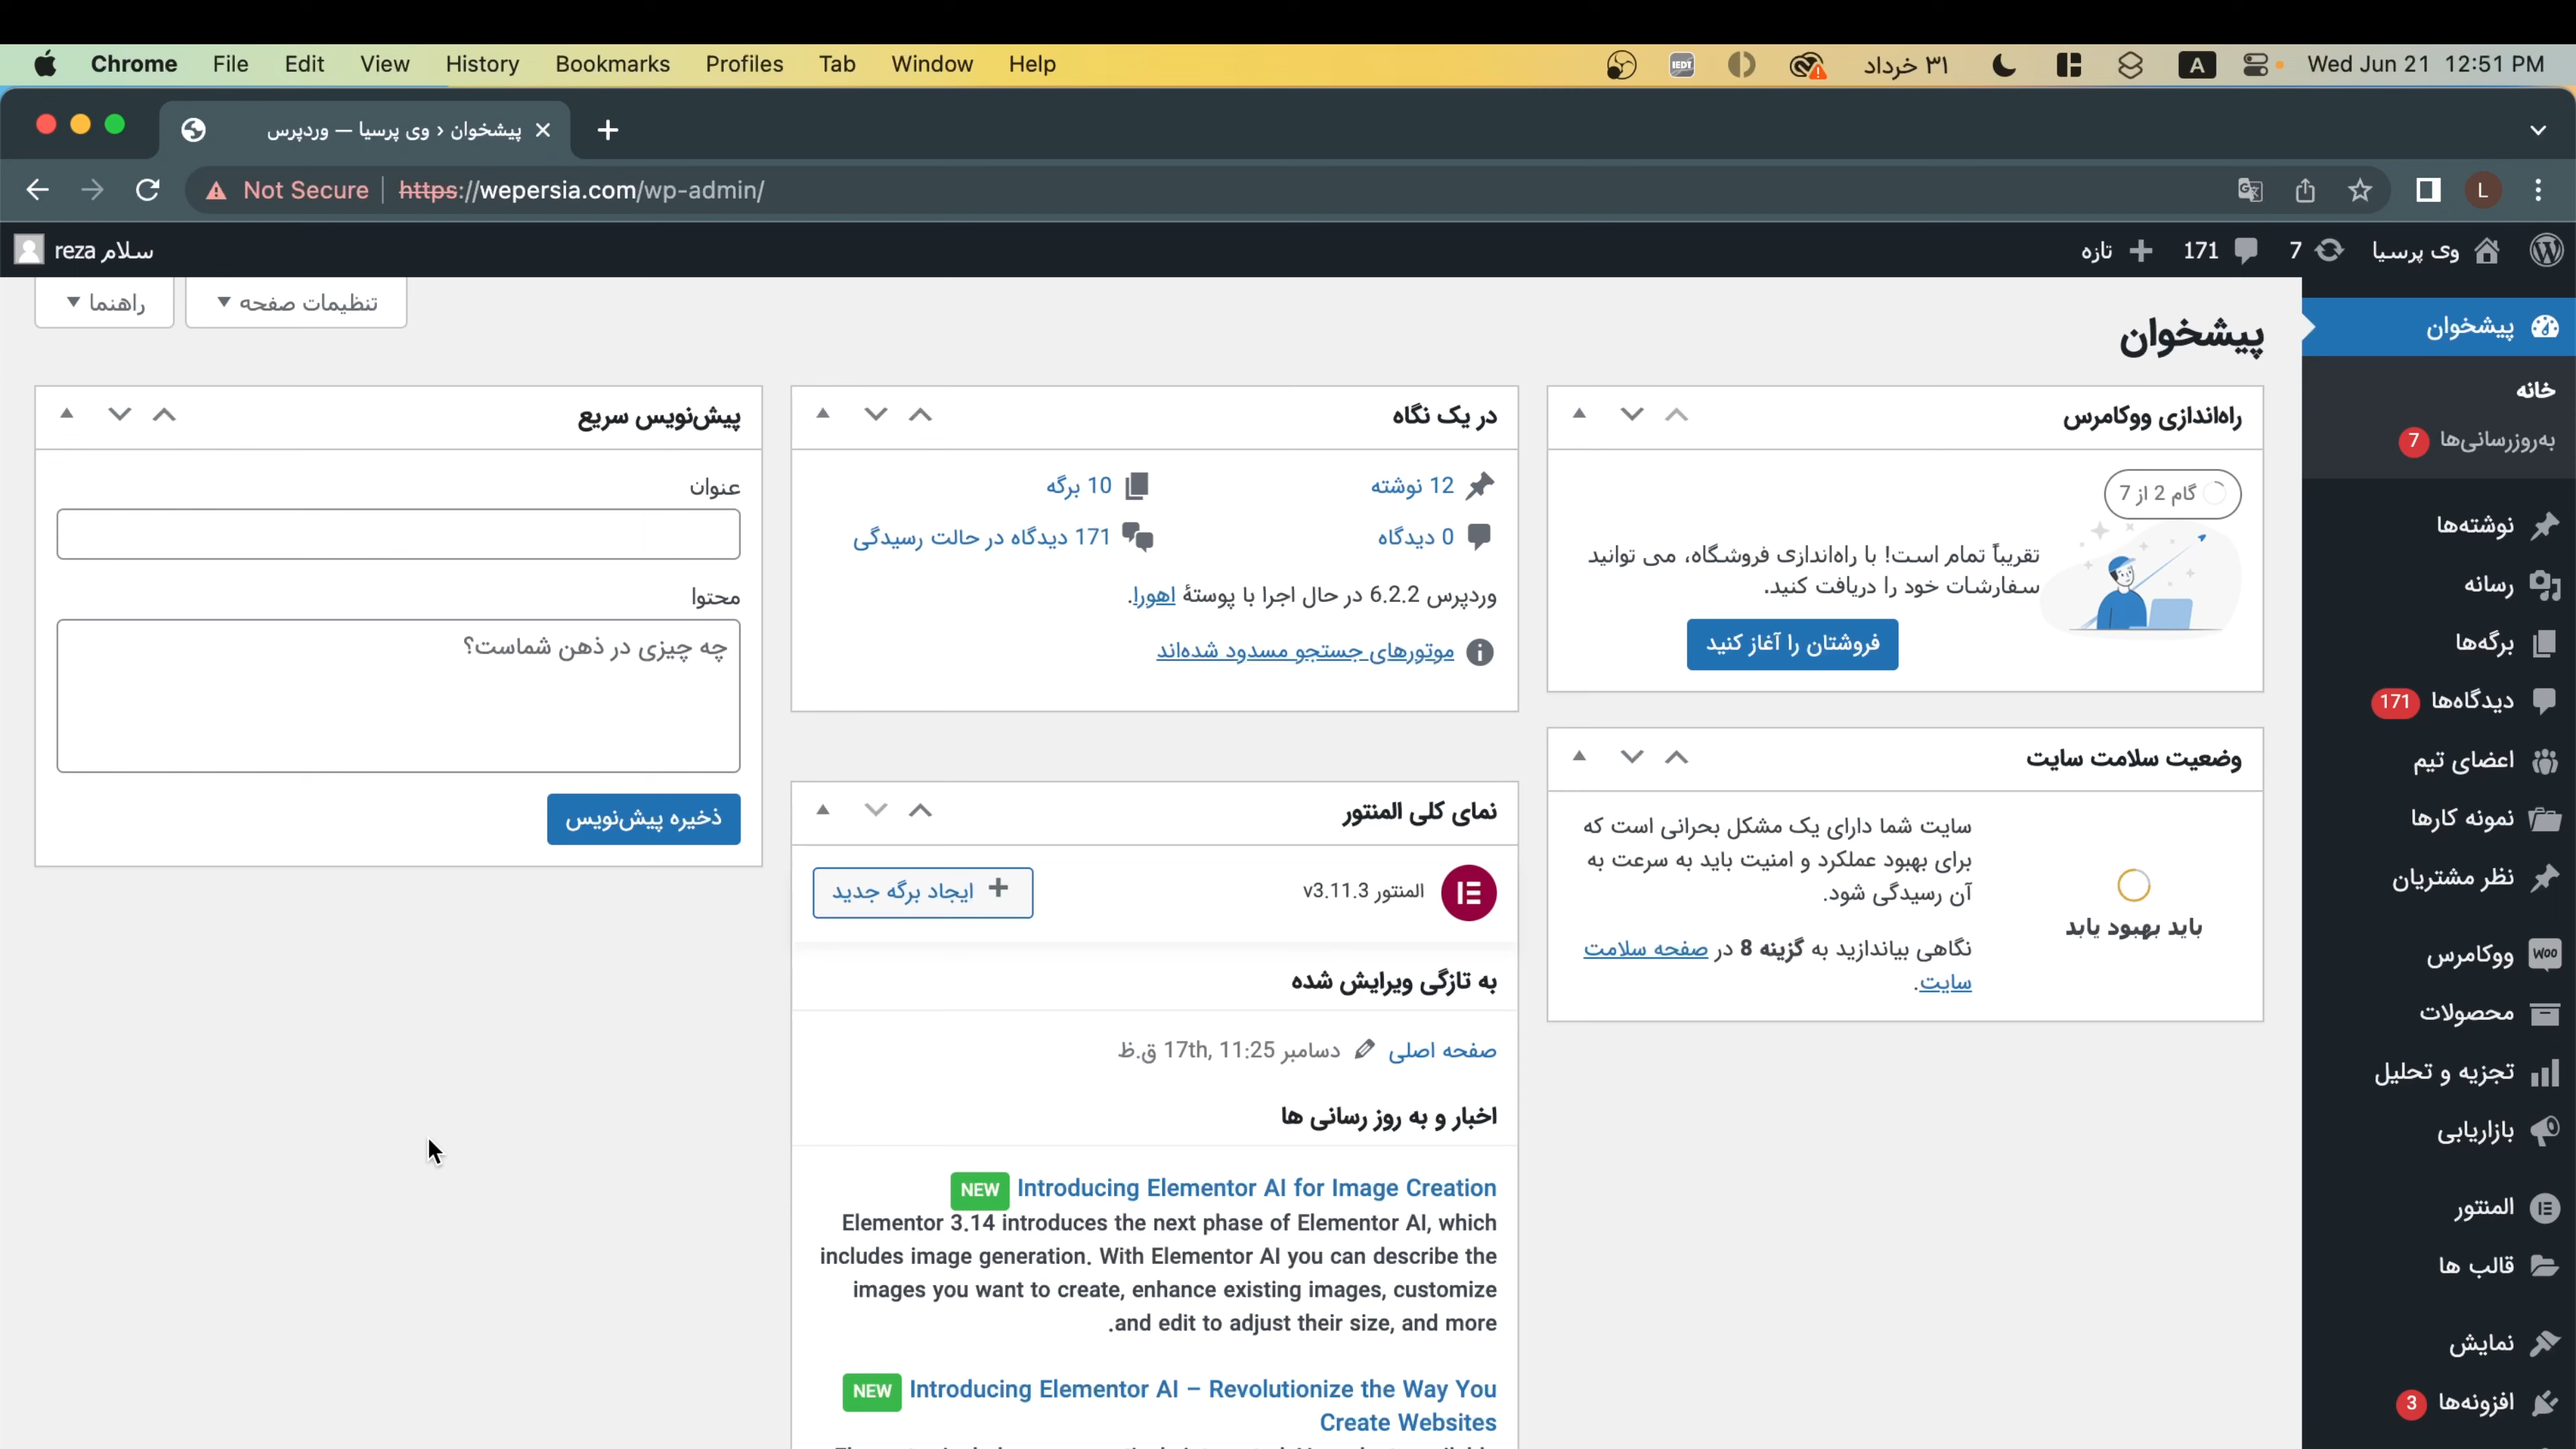 Chrome File Edit View History Bookmarks Profiles Tab Window Help
IEDT
۳۱ خرداد
A
Wed Jun 21 12:51 PM
پیشخوان ‹ وی پرسیا — وردپرس
Not Secure https://wepersia.com/wp-admin/
L
وی پرسیا
7
171
تازه
سلام reza
پیشخوان
خانه
به‌روزرسانی‌ها 7
نوشته‌ها
رسانه
برگه‌ها
دیدگاه‌ها 171
اعضای تیم
نمونه کارها
نظر مشتریان
Woo ووکامرس
محصولات
تجزیه و تحلیل
بازاریابی
المنتور
قالب ها
نمایش
افزونه‌ها 3
تنظیمات صفحه
راهنما
پیشخوان
راه‌اندازی ووکامرس
گام 2 از 7
تقریباً تمام است! با راه‌اندازی فروشگاه، می توانید
سفارشات خود را دریافت کنید.
فروشتان را آغاز کنید
وضعیت سلامت سایت
باید بهبود یابد
سایت شما دارای یک مشکل بحرانی است که
برای بهبود عملکرد و امنیت باید به سرعت به
آن رسیدگی شود.
نگاهی بیاندازید به گزینه 8 در صفحه سلامت
سایت.
در یک نگاه
12 نوشته
10 برگه
0 دیدگاه
171 دیدگاه در حالت رسیدگی
وردپرس 6.2.2 در حال اجرا با پوستهٔ اهورا.
موتورهای جستجو مسدود شده‌اند
نمای کلی المنتور
المنتور v3.11.3
ایجاد برگه جدید
به تازگی ویرایش شده
صفحه اصلی دسامبر 17th, 11:25 ق.ظ
اخبار و به روز رسانی ها
NEW Introducing Elementor AI for Image Creation
Elementor 3.14 introduces the next phase of Elementor AI, which
includes image generation. With Elementor AI you can describe the
images you want to create, enhance existing images, customize
.and edit to adjust their size, and more
NEW Introducing Elementor AI – Revolutionize the Way You
Create Websites
پیش‌نویس سریع
عنوان
محتوا
چه چیزی در ذهن شماست؟
ذخیره پیش‌نویس